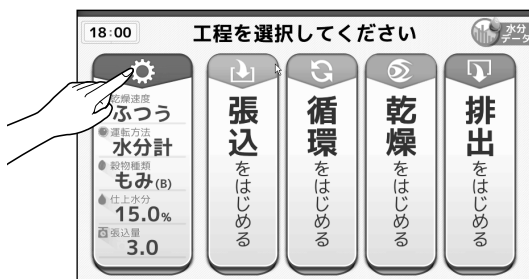 18:00
工程を選択してください
水分
データ
乾燥速度
ふつう
運転方法
水分計
穀物種類
もみ(B)
仕上水分
15.0%
張込量
3.0
張込をはじめる
循環をはじめる
乾燥をはじめる
排出をはじめる